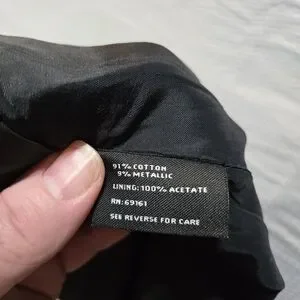 91% COTTON
9% METALLIC
LINING: 100% ACETATE
RN: 69161
SEE REVERSE FOR CARE